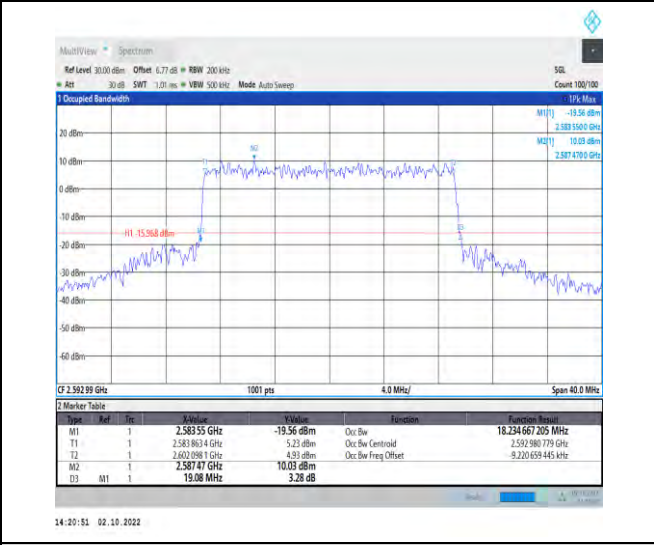 MultiView Spectrum
Ref Level 30.00 dBm Offset 6.77 dB RBW 200 kHz SGL
Att 30 dB SWT 1.01 ms VBW 500 kHz Mode Auto Sweep Count 100/100
1 Occupied Bandwidth 1Pk Max
M1[1] -19.56 dBm
2.583 5500 GHz
M2[1] 10.03 dBm
2.587 4700 GHz
20 dBm
M2
10 dBm
T1
0 dBm
-10 dBm
H1 -15.968 dBm
M1
-20 dBm
-30 dBm
-40 dBm
-50 dBm
-60 dBm
CF 2.592 99 GHz 1001 pts 4.0 MHz/ Span 40.0 MHz
2 Marker Table
Type Ref Trc X-Value Y-Value Function Function Result
M1 1 2.583 55 GHz -19.56 dBm Occ Bw 18.234 667 205 MHz
T1 1 2.583 863 4 GHz 5.23 dBm Occ Bw Centroid 2.592 980 779 GHz
T2 1 2.602 098 1 GHz 4.93 dBm Occ Bw Freq Offset -9.220 659 445 kHz
M2 1 2.587 47 GHz 10.03 dBm
D3 M1 1 19.08 MHz 3.28 dB
14:20:51 02.10.2022